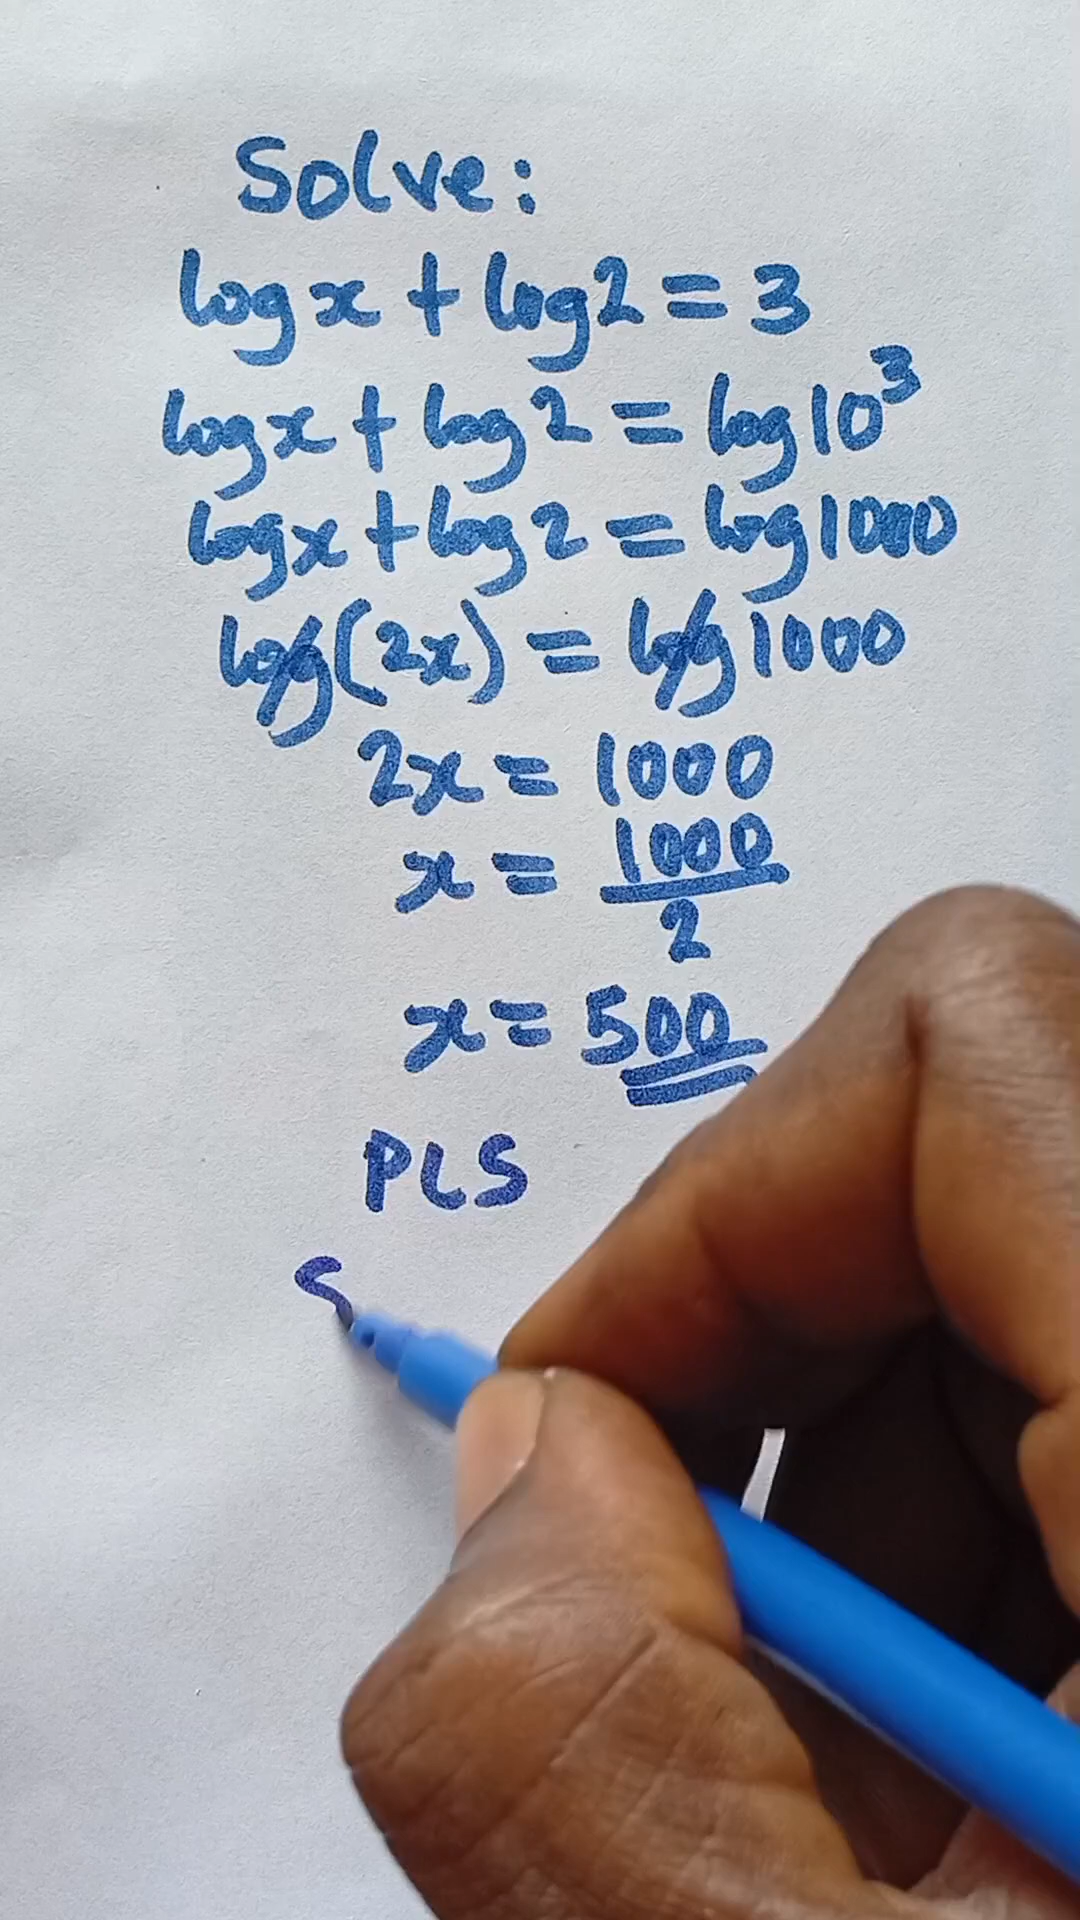 Solve:
log x + log 2 = 3
log x + log 2 = log 10³
log x + log 2 = log 1000
log (2x) = log 1000
2x = 1000
x = 1000/2
x = 500
PLS
S